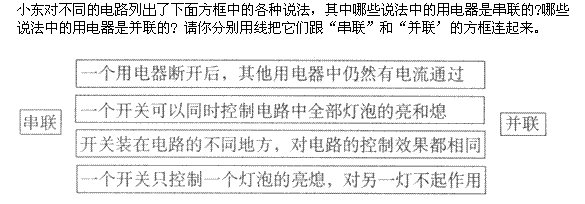 小东对不同的电路列出了下面方框中的各种说法，其中哪些说法中的用电器是串联的?哪些
说法中的用电器是并联的? 请你分别用线把它们跟“串联”和“并联’的方框连起来。
一个用电器断开后，其他用电器中仍然有电流通过
一个开关可以同时控制电路中全部灯泡的亮和熄
串联
并联
开关装在电路的不同地方，对电路的控制效果都相同
一个开关只控制一个灯泡的亮熄，对另一灯不起作用